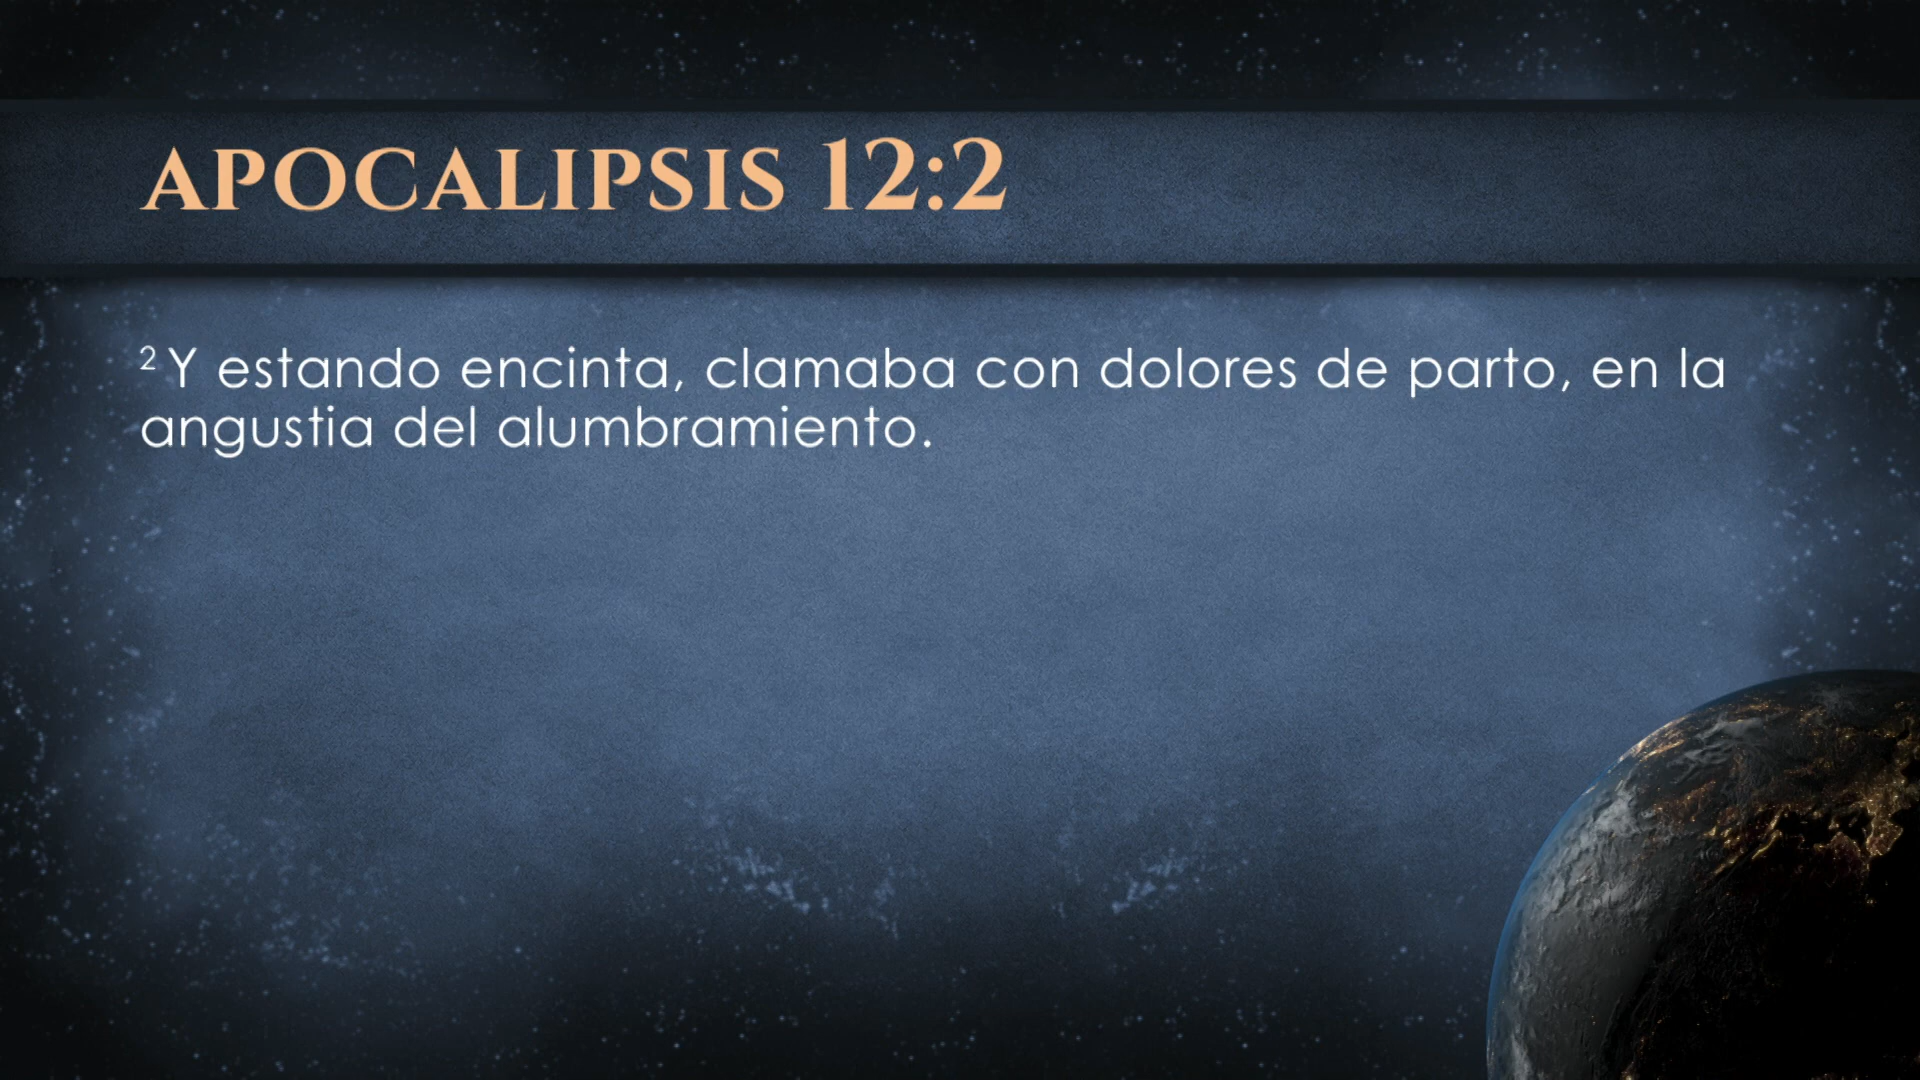 APOCALIPSIS 12:2
2 Y estando encinta, clamaba con dolores de parto, en la
angustia del alumbramiento.